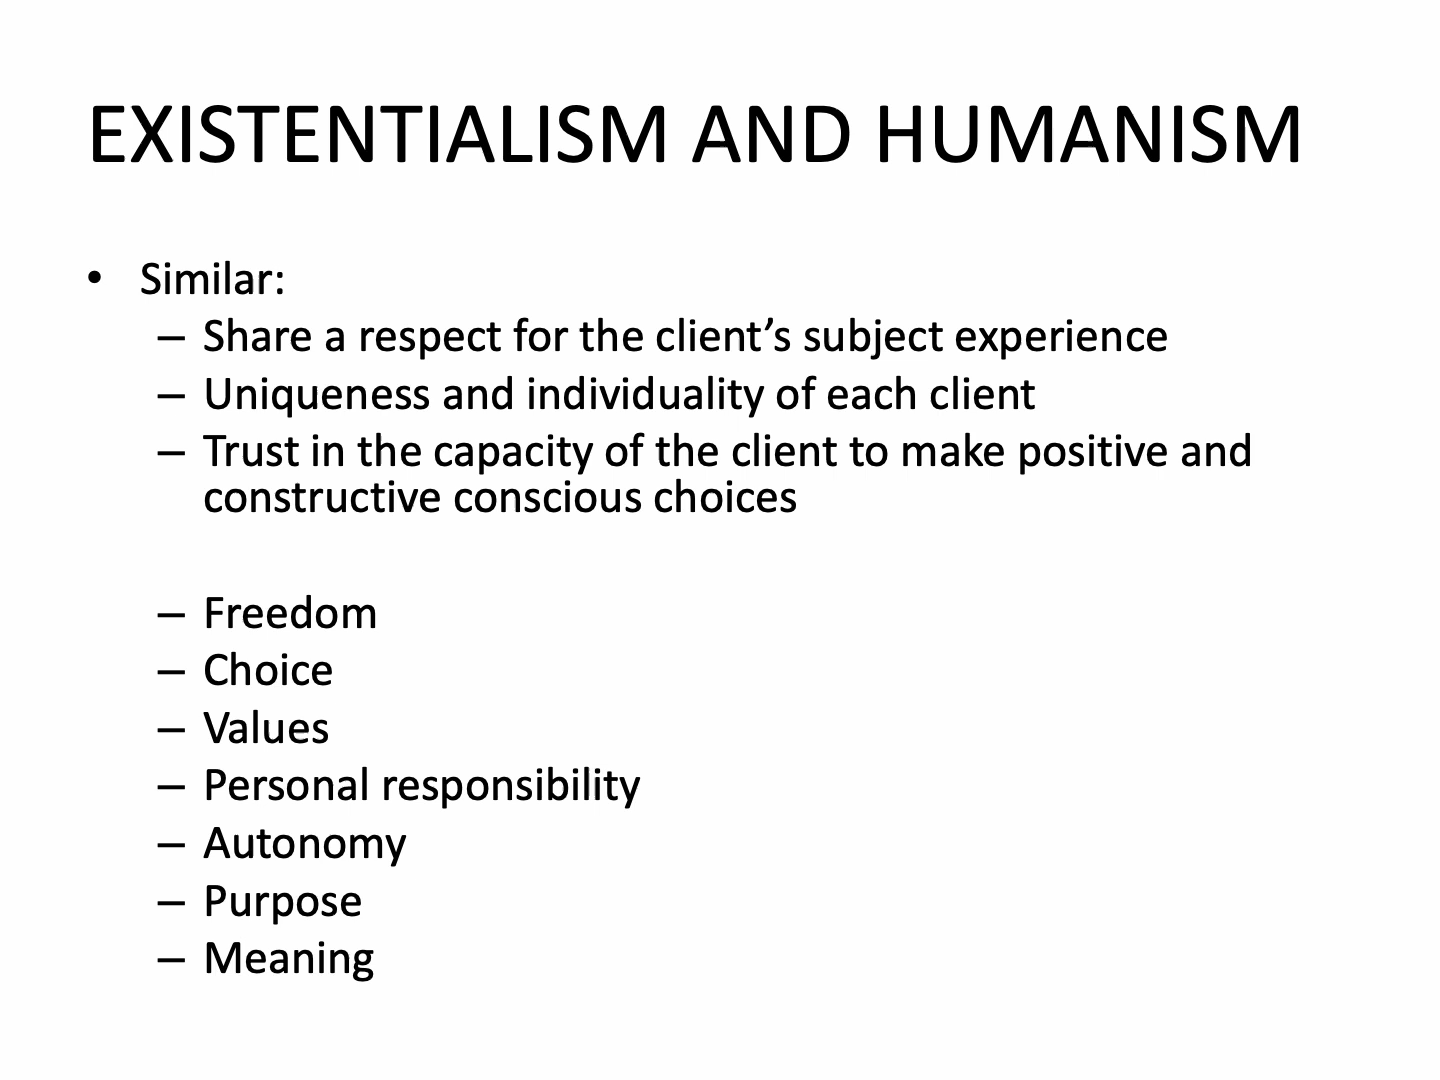 EXISTENTIALISM AND HUMANISM
• Similar:
– Share a respect for the client’s subject experience
– Uniqueness and individuality of each client
– Trust in the capacity of the client to make positive and
constructive conscious choices
– Freedom
– Choice
– Values
– Personal responsibility
– Autonomy
– Purpose
– Meaning